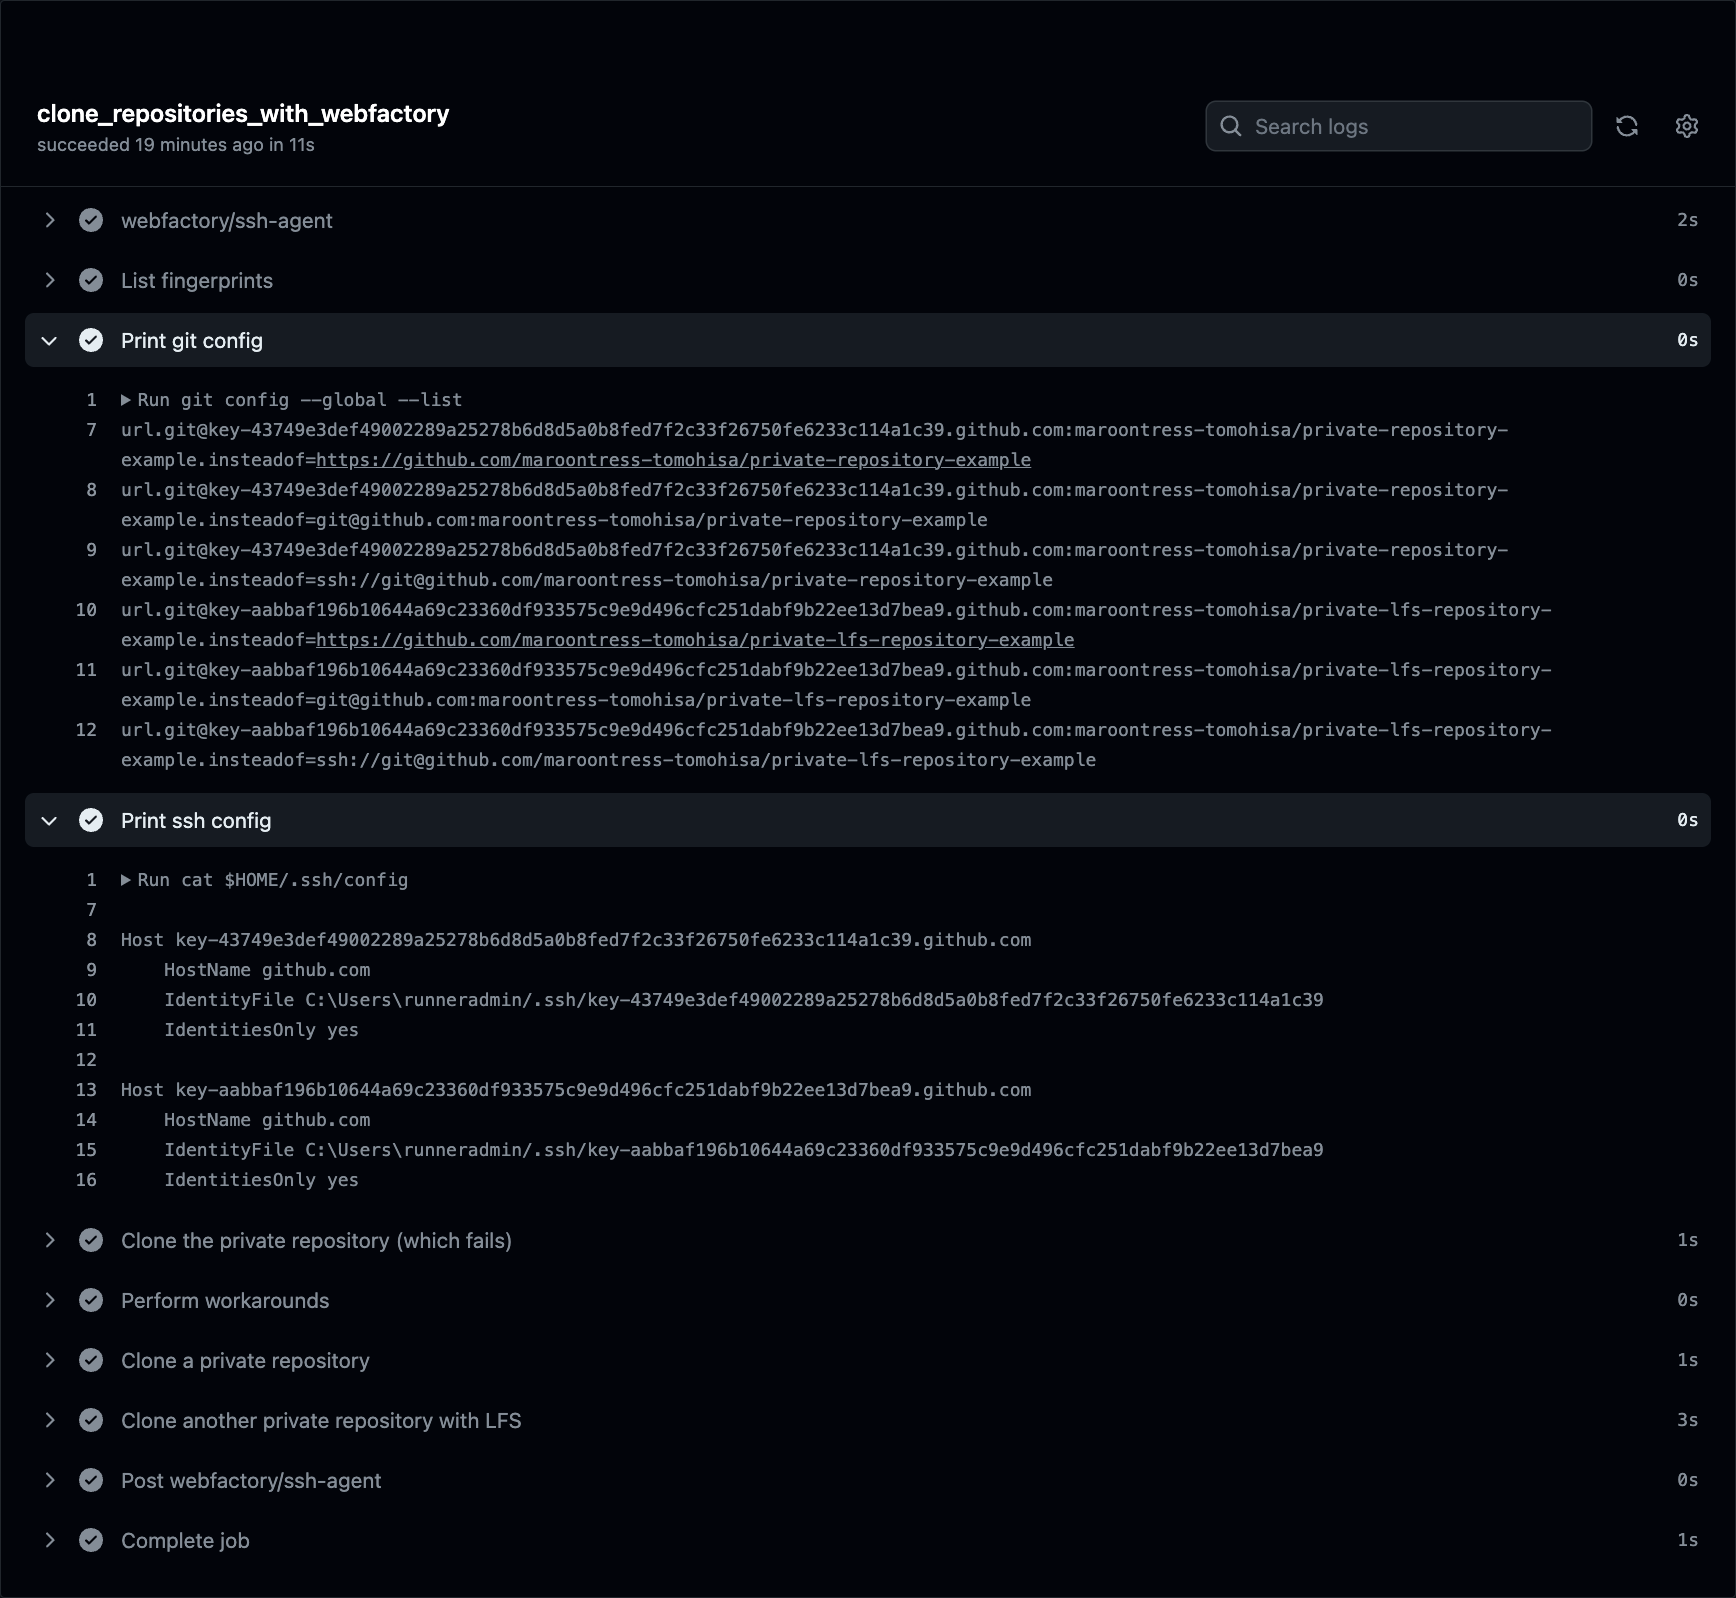 clone_repositories_with_webfactory
succeeded 19 minutes ago in 11s
Search logs
webfactory/ssh-agent 2s
List fingerprints 0s
Print git config 0s
1 Run git config --global --list
7 url.git@key-43749e3def49002289a25278b6d8d5a0b8fed7f2c33f26750fe6233c114a1c39.github.com:maroontress-tomohisa/private-repository-
example.insteadof=https://github.com/maroontress-tomohisa/private-repository-example
8 url.git@key-43749e3def49002289a25278b6d8d5a0b8fed7f2c33f26750fe6233c114a1c39.github.com:maroontress-tomohisa/private-repository-
example.insteadof=git@github.com:maroontress-tomohisa/private-repository-example
9 url.git@key-43749e3def49002289a25278b6d8d5a0b8fed7f2c33f26750fe6233c114a1c39.github.com:maroontress-tomohisa/private-repository-
example.insteadof=ssh://git@github.com/maroontress-tomohisa/private-repository-example
10 url.git@key-aabbaf196b10644a69c23360df933575c9e9d496cfc251dabf9b22ee13d7bea9.github.com:maroontress-tomohisa/private-lfs-repository-
example.insteadof=https://github.com/maroontress-tomohisa/private-lfs-repository-example
11 url.git@key-aabbaf196b10644a69c23360df933575c9e9d496cfc251dabf9b22ee13d7bea9.github.com:maroontress-tomohisa/private-lfs-repository-
example.insteadof=git@github.com:maroontress-tomohisa/private-lfs-repository-example
12 url.git@key-aabbaf196b10644a69c23360df933575c9e9d496cfc251dabf9b22ee13d7bea9.github.com:maroontress-tomohisa/private-lfs-repository-
example.insteadof=ssh://git@github.com/maroontress-tomohisa/private-lfs-repository-example
Print ssh config 0s
1 Run cat $HOME/.ssh/config
7
8 Host key-43749e3def49002289a25278b6d8d5a0b8fed7f2c33f26750fe6233c114a1c39.github.com
9 HostName github.com
10 IdentityFile C:\Users\runneradmin/.ssh/key-43749e3def49002289a25278b6d8d5a0b8fed7f2c33f26750fe6233c114a1c39
11 IdentitiesOnly yes
12
13 Host key-aabbaf196b10644a69c23360df933575c9e9d496cfc251dabf9b22ee13d7bea9.github.com
14 HostName github.com
15 IdentityFile C:\Users\runneradmin/.ssh/key-aabbaf196b10644a69c23360df933575c9e9d496cfc251dabf9b22ee13d7bea9
16 IdentitiesOnly yes
Clone the private repository (which fails) 1s
Perform workarounds 0s
Clone a private repository 1s
Clone another private repository with LFS 3s
Post webfactory/ssh-agent 0s
Complete job 1s